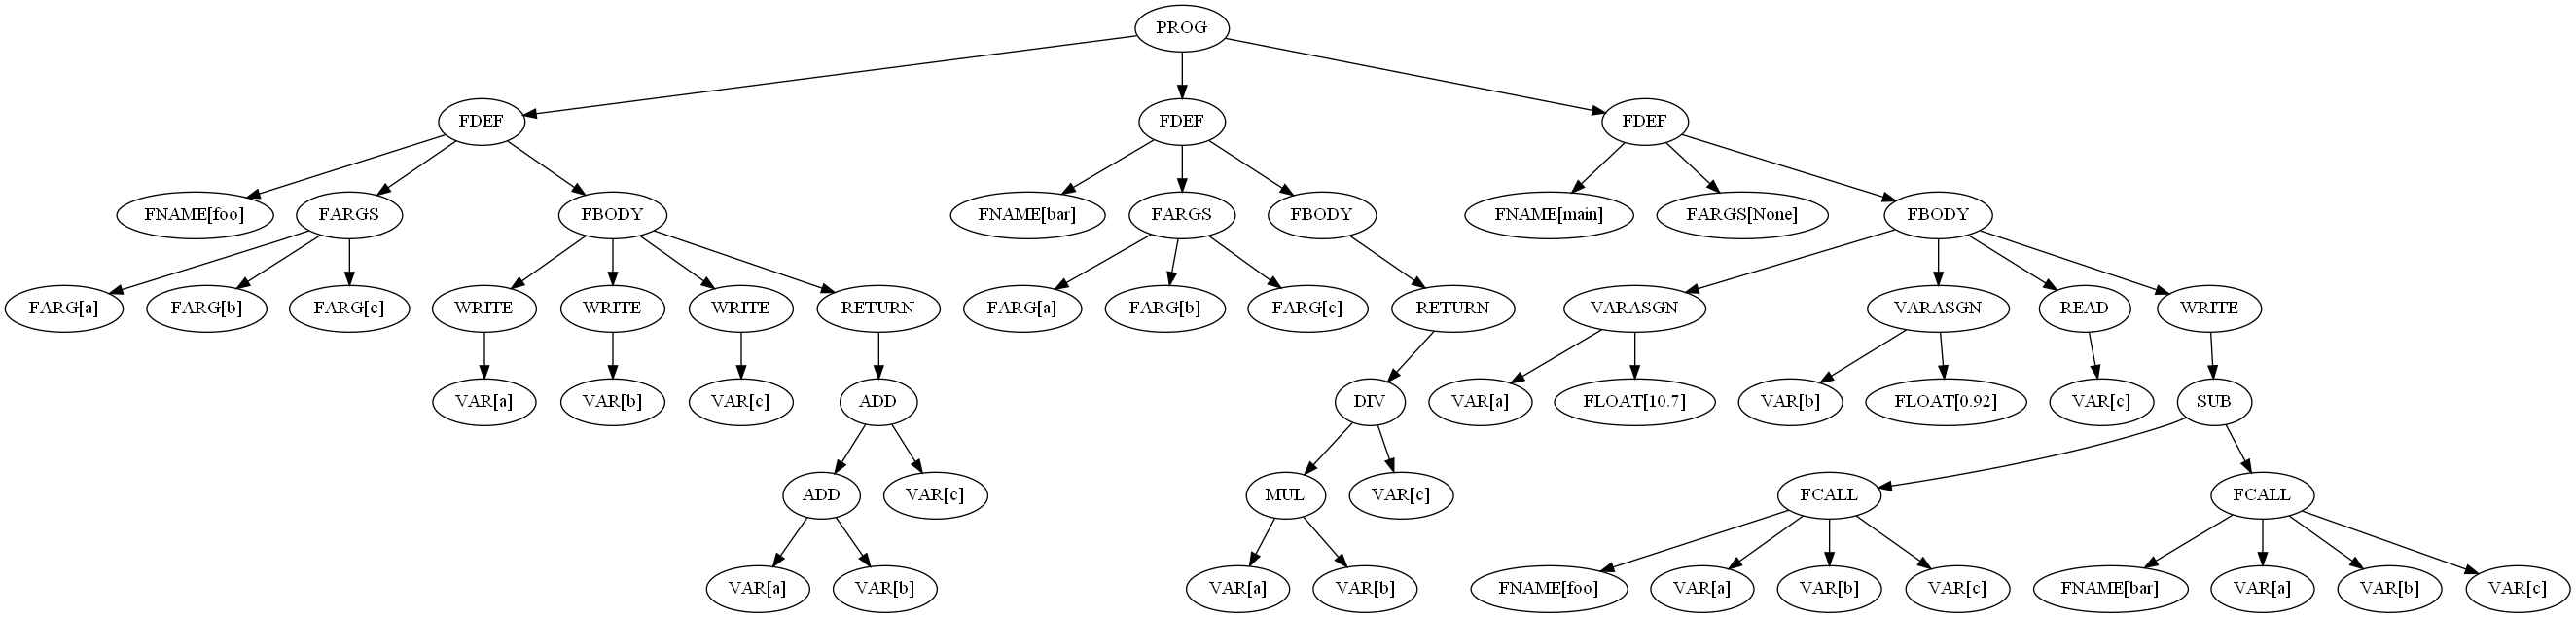 PROG
FDEF
FDEF
FDEF
FNAME[foo]
FARGS
FBODY
FNAME[bar]
FARGS
FBODY
FNAME[main]
FARGS[None]
FBODY
FARG[a]
FARG[b]
FARG[c]
WRITE
WRITE
WRITE
RETURN
FARG[a]
FARG[b]
FARG[c]
RETURN
VARASGN
VARASGN
READ
WRITE
VAR[a]
VAR[b]
VAR[c]
ADD
DIV
VAR[a]
FLOAT[10.7]
VAR[b]
FLOAT[0.92]
VAR[c]
SUB
ADD
VAR[c]
MUL
VAR[c]
FCALL
FCALL
VAR[a]
VAR[b]
VAR[a]
VAR[b]
FNAME[foo]
VAR[a]
VAR[b]
VAR[c]
FNAME[bar]
VAR[a]
VAR[b]
VAR[c]